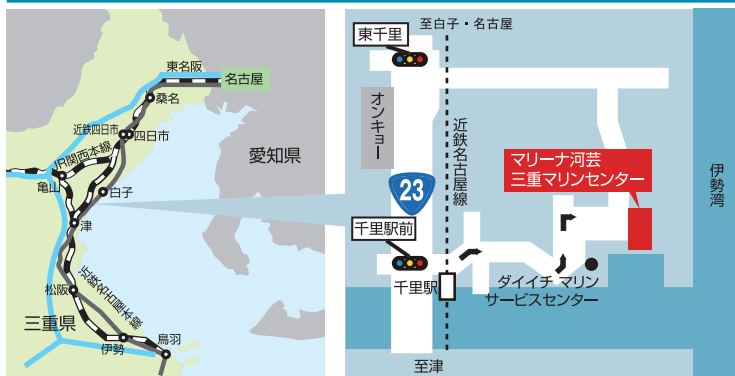 東名阪
名古屋
桑名
近鉄四日市
四日市
JR関西本線
愛知県
亀山
白子
津
近鉄名古屋本線
松阪
三重県
伊勢
鳥羽
至白子・名古屋
東千里
オンキョー
近鉄名古屋線
マリーナ河芸
三重マリンセンター
伊勢湾
23
千里駅前
千里駅
ダイイチ マリン
サービスセンター
至津